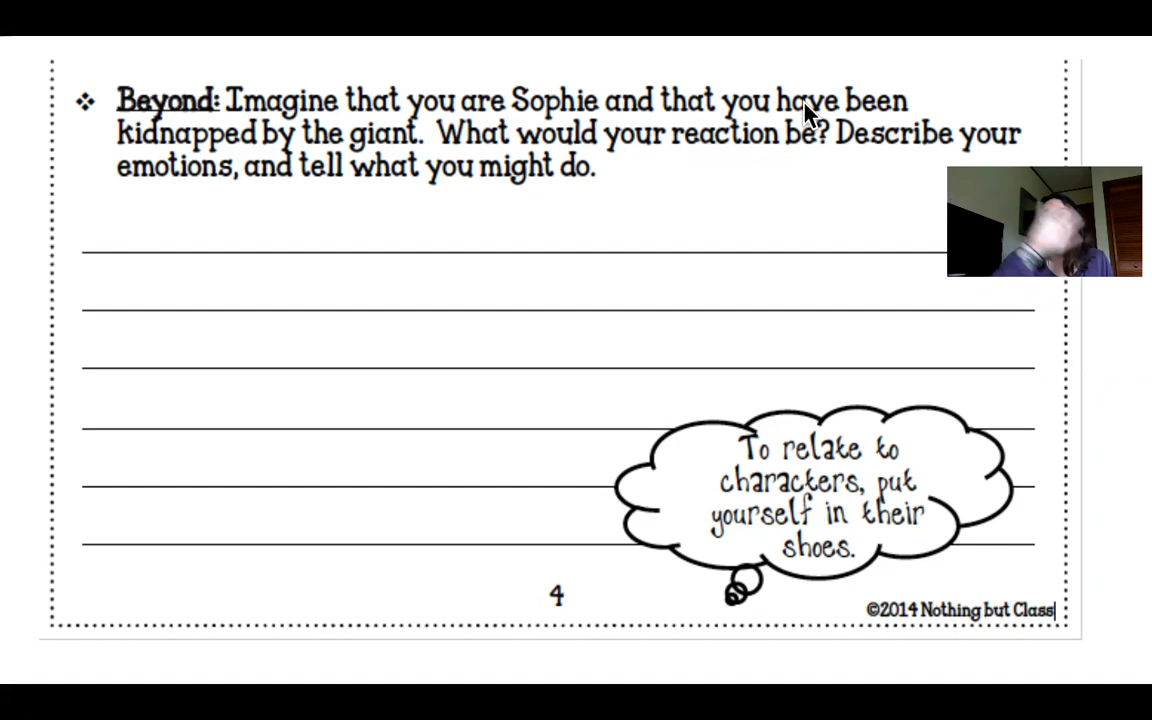 ❖ Beyond: Imagine that you are Sophie and that you have been
kidnapped by the giant. What would your reaction be? Describe your
emotions, and tell what you might do.
To relate to
characters, put
yourself in their
shoes.
4
©2014 Nothing but Class